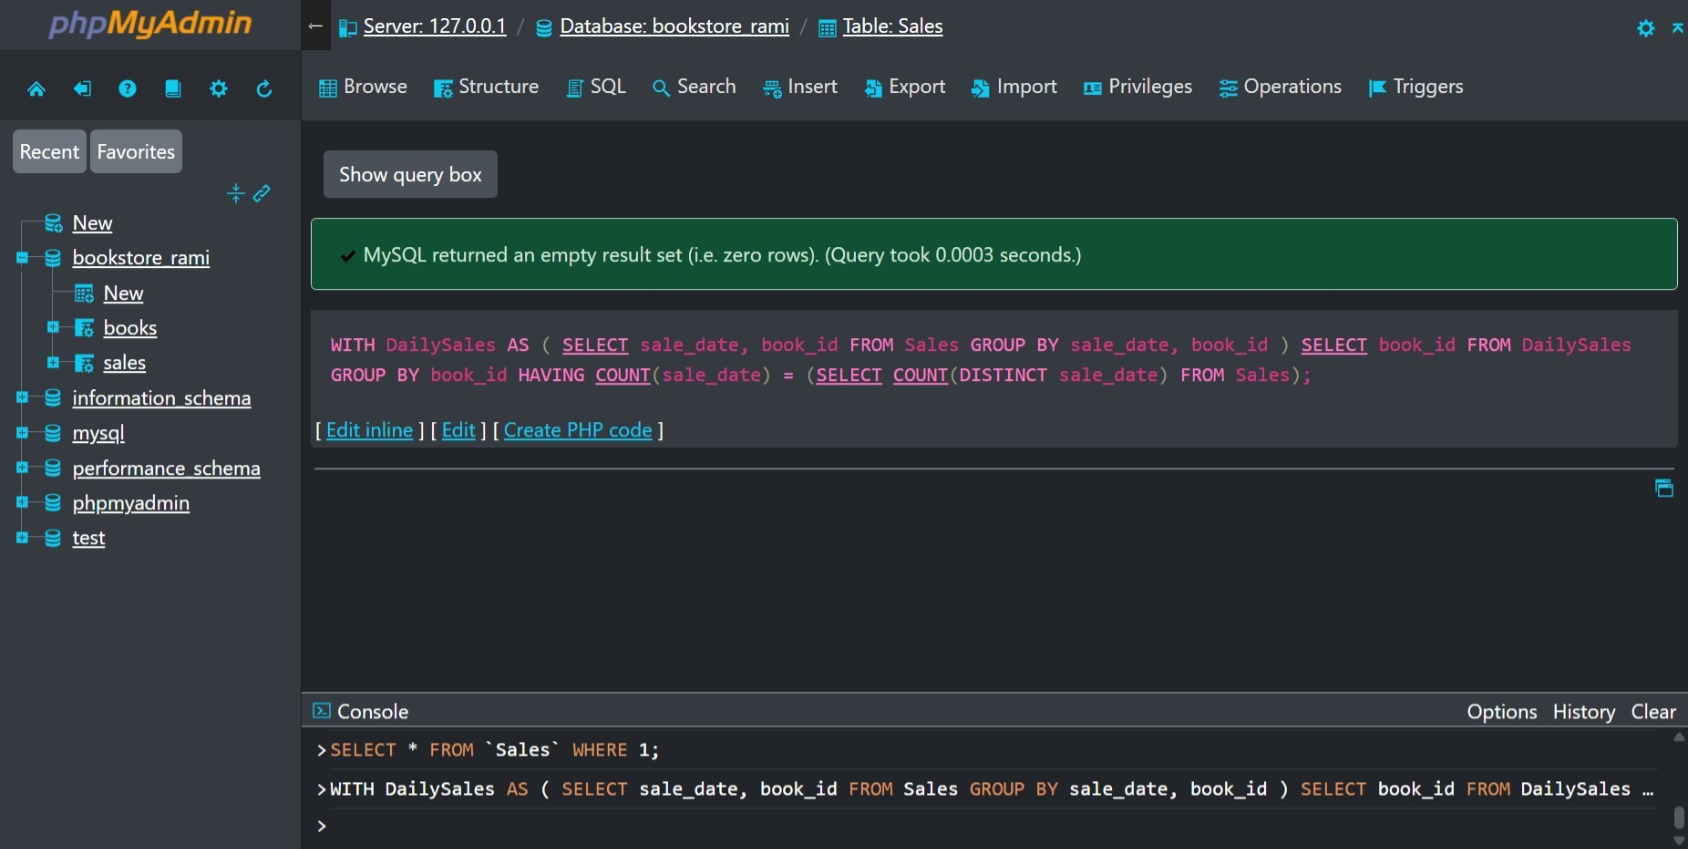 phpMyAdmin
← Server: 127.0.0.1 / Database: bookstore_rami / Table: Sales
Browse Structure SQL Search Insert Export Import Privileges Operations Triggers
Recent Favorites
New
bookstore_rami
New
books
sales
information_schema
mysql
performance_schema
phpmyadmin
test
Show query box
MySQL returned an empty result set (i.e. zero rows). (Query took 0.0003 seconds.)
WITH DailySales AS ( SELECT sale_date, book_id FROM Sales GROUP BY sale_date, book_id ) SELECT book_id FROM DailySales
GROUP BY book_id HAVING COUNT(sale_date) = (SELECT COUNT(DISTINCT sale_date) FROM Sales);
[ Edit inline ] [ Edit ] [ Create PHP code ]
Console Options History Clear
>SELECT * FROM `Sales` WHERE 1;
>WITH DailySales AS ( SELECT sale_date, book_id FROM Sales GROUP BY sale_date, book_id ) SELECT book_id FROM DailySales …
>